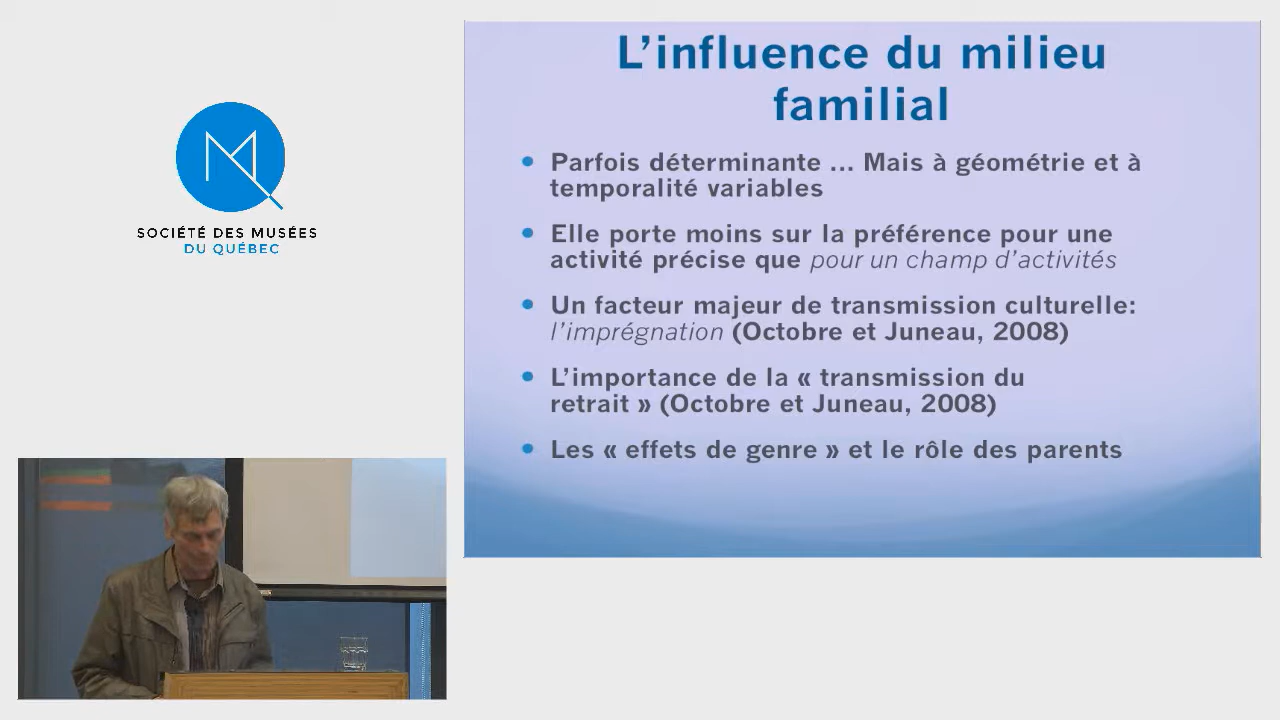 SOCIÉTÉ DES MUSÉES
DU QUÉBEC
L’influence du milieu
familial
• Parfois déterminante ... Mais à géométrie et à
temporalité variables
• Elle porte moins sur la préférence pour une
activité précise que pour un champ d’activités
• Un facteur majeur de transmission culturelle:
l’imprégnation (Octobre et Juneau, 2008)
• L’importance de la « transmission du
retrait » (Octobre et Juneau, 2008)
• Les « effets de genre » et le rôle des parents